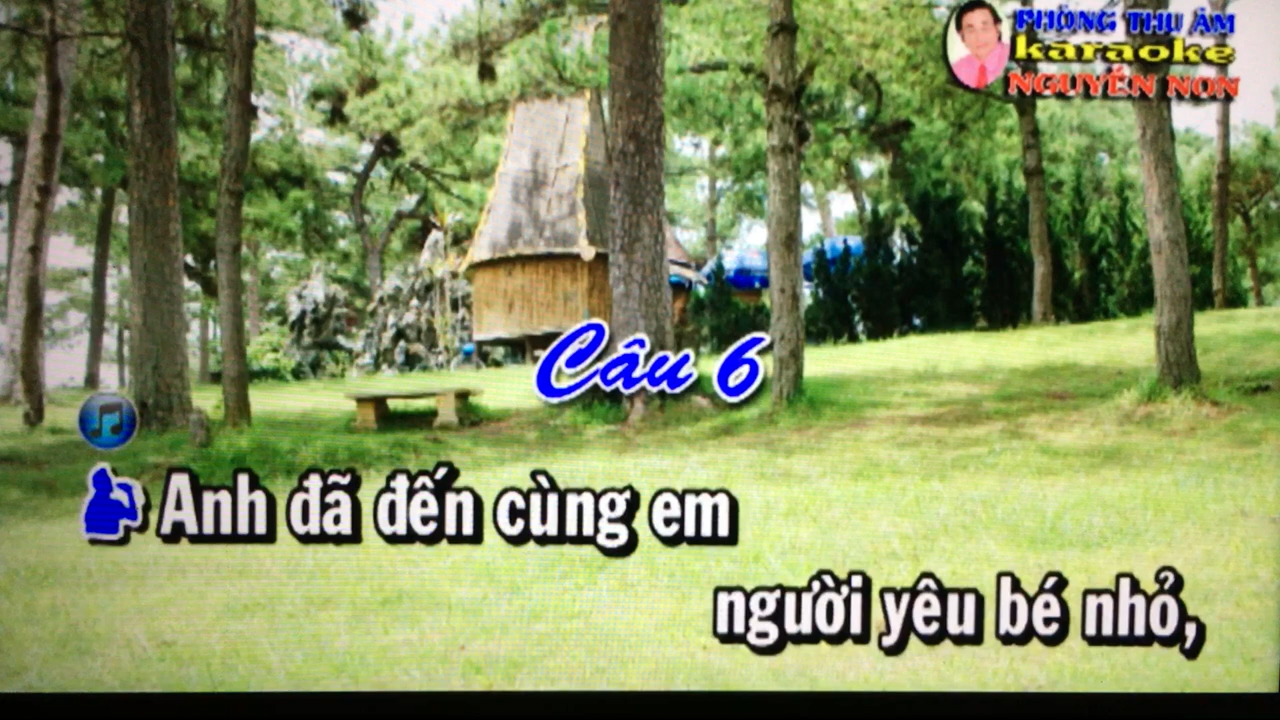 PHÒNG THU ÂM
karaoke
NGUYỄN NON
Câu 6
Anh đã đến cùng em
người yêu bé nhỏ,